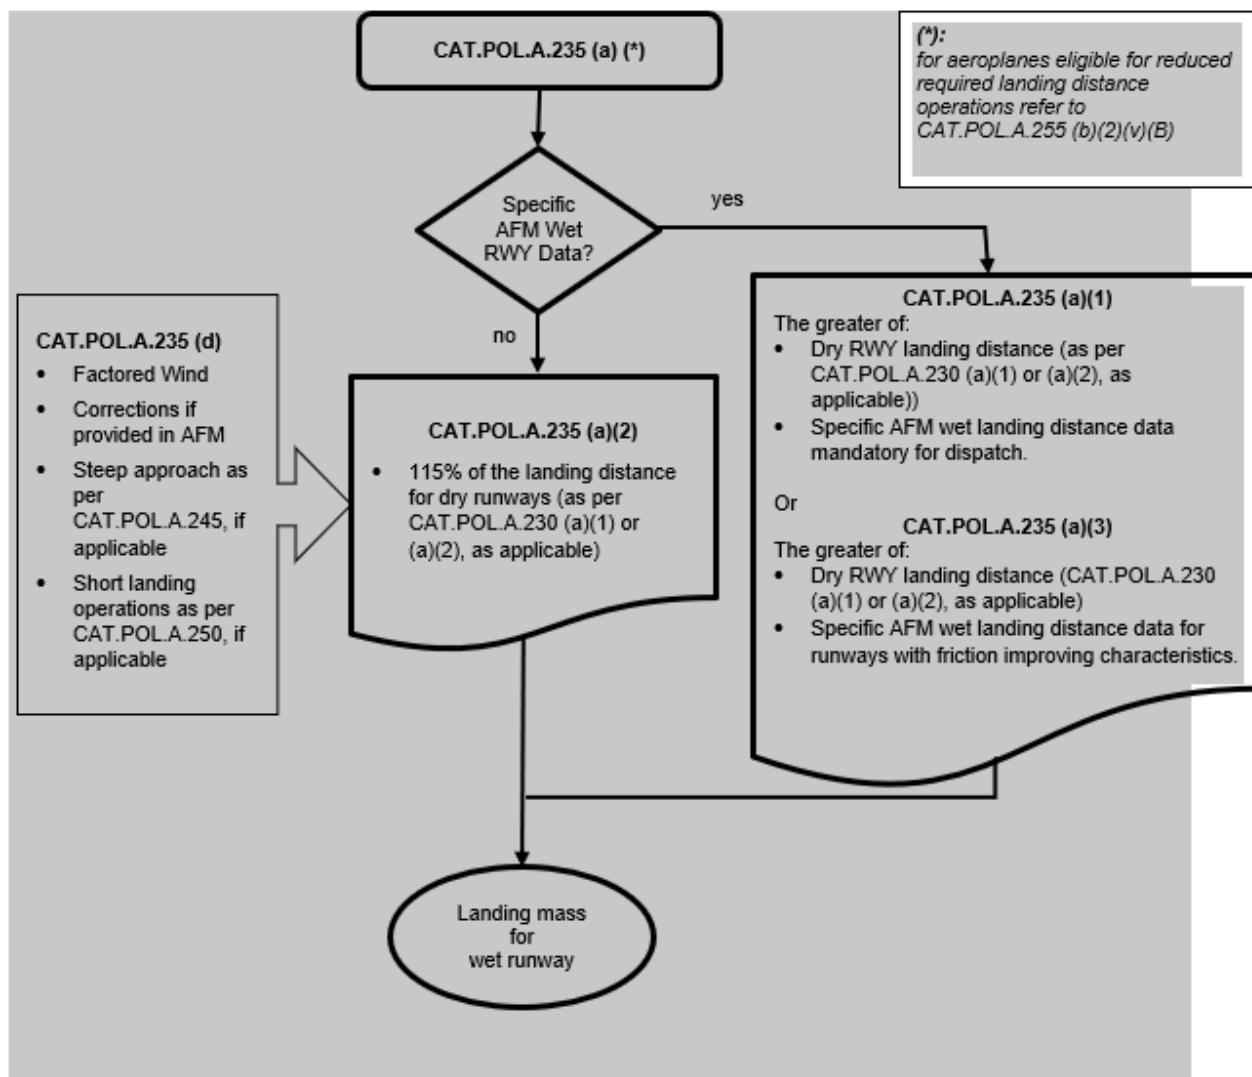 CAT.POL.A.235 (a) (*)
(*):
for aeroplanes eligible for reduced
required landing distance
operations refer to
CAT.POL.A.255 (b)(2)(v)(B)
Specific
AFM Wet
RWY Data?
yes
no
CAT.POL.A.235 (d)
• Factored Wind
• Corrections if
provided in AFM
• Steep approach as
per
CAT.POL.A.245, if
applicable
• Short landing
operations as per
CAT.POL.A.250, if
applicable
CAT.POL.A.235 (a)(2)
• 115% of the landing distance
for dry runways (as per
CAT.POL.A.230 (a)(1) or
(a)(2), as applicable)
CAT.POL.A.235 (a)(1)
The greater of:
• Dry RWY landing distance (as per
CAT.POL.A.230 (a)(1) or (a)(2), as
applicable))
• Specific AFM wet landing distance data
mandatory for dispatch.
Or
CAT.POL.A.235 (a)(3)
The greater of:
• Dry RWY landing distance (CAT.POL.A.230
(a)(1) or (a)(2), as applicable)
• Specific AFM wet landing distance data for
runways with friction improving characteristics.
Landing mass
for
wet runway